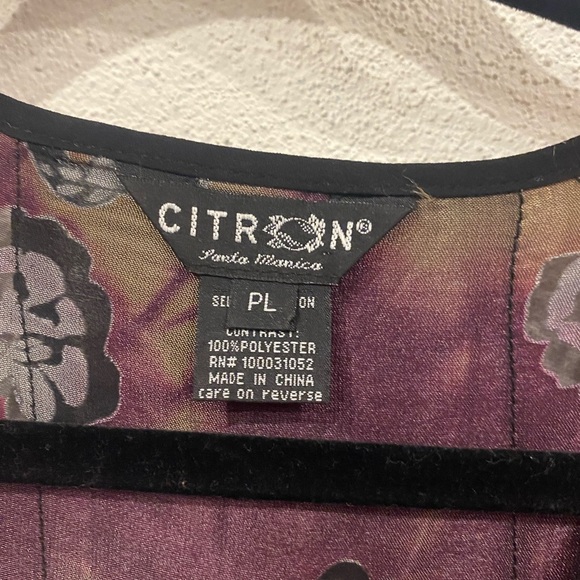 CITRON®
Santa Monica
PL
CONTRAST:
100%POLYESTER
RN# 100031052
MADE IN CHINA
care on reverse